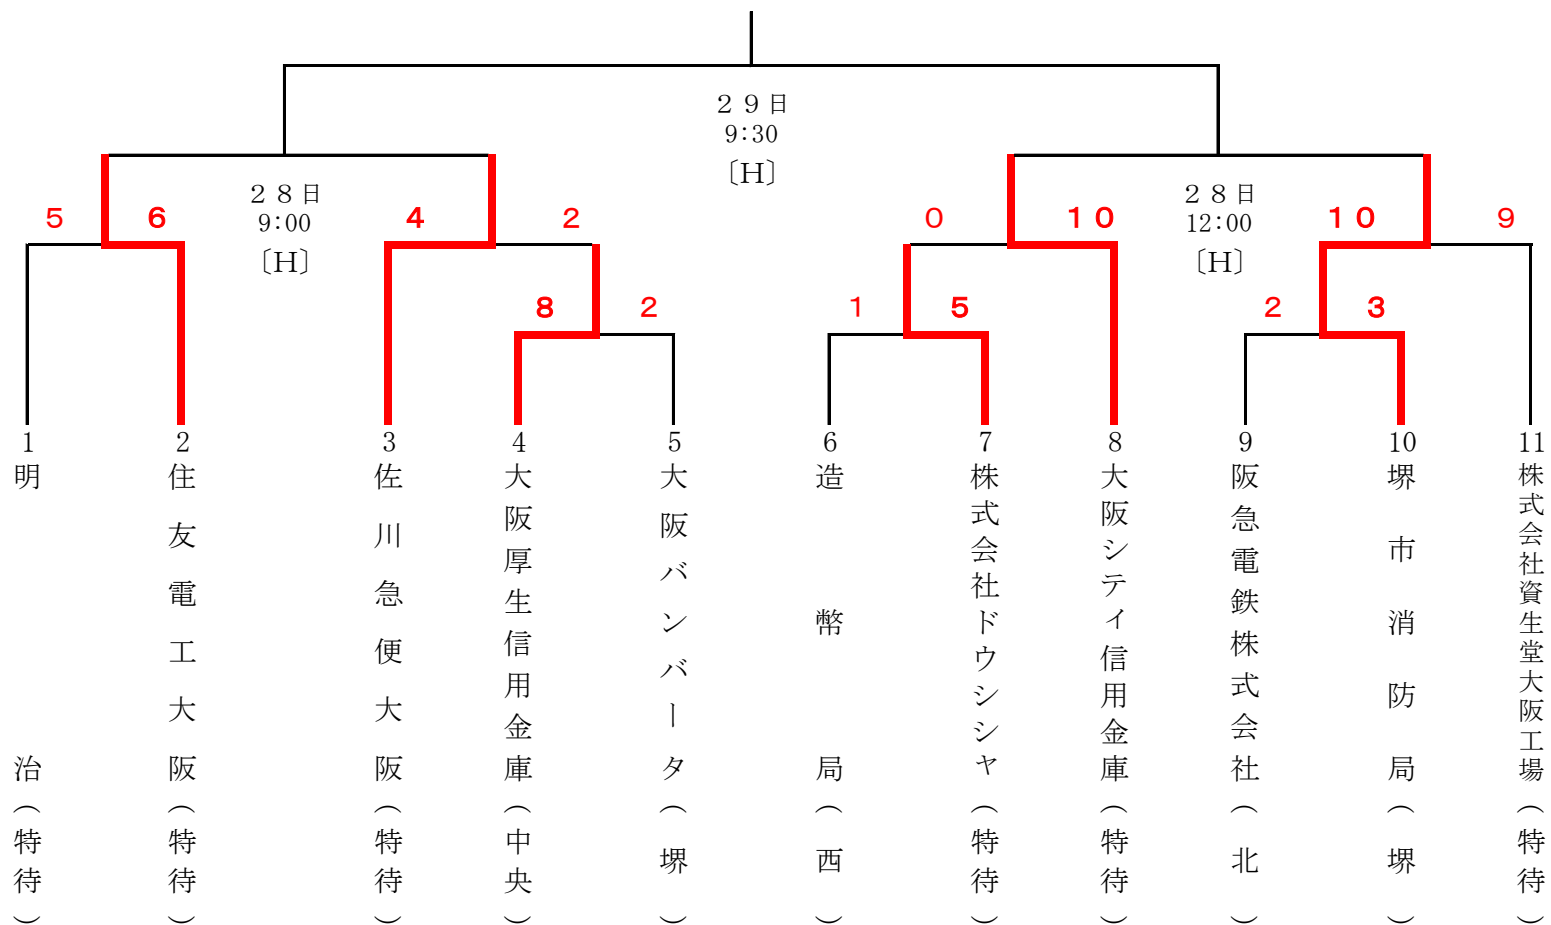 ２９日
9:30
〔H〕
２８日
9:00
〔H〕
２８日
12:00
〔H〕
5
6
4
2
0
10
10
9
8
2
1
5
2
3
1
明治（特待）
2
住友電工大阪（特待）
3
佐川急便大阪（特待）
4
大阪厚生信用金庫（中央）
5
大阪バンバータ（堺）
6
造幣局（西）
7
株式会社ドウシシャ（特待）
8
大阪シティ信用金庫（特待）
9
阪急電鉄株式会社（北）
10
堺市消防局（堺）
11
株式会社資生堂大阪工場（特待）